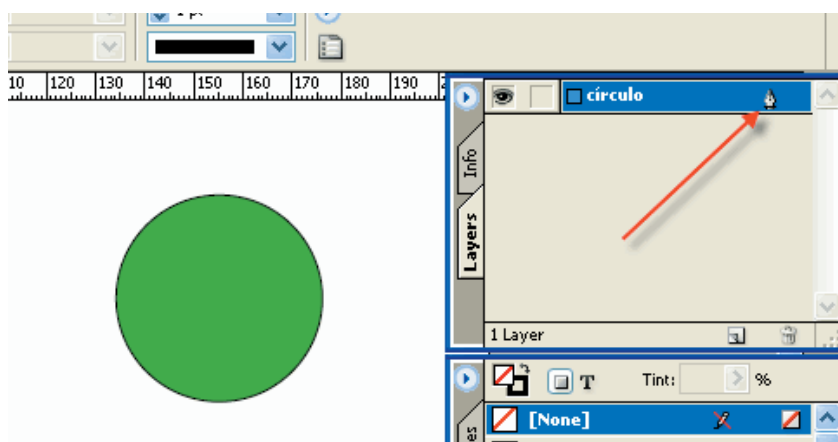 10 120 130 140 150 160 170 180 190
círculo
Info
Layers
1 Layer
T Tint: %
[None]